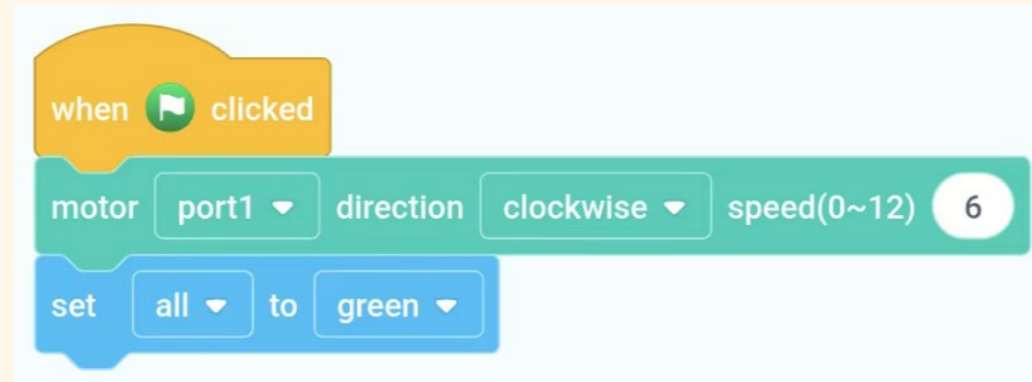 when clicked
motor port1 direction clockwise speed(0~12) 6
set all to green